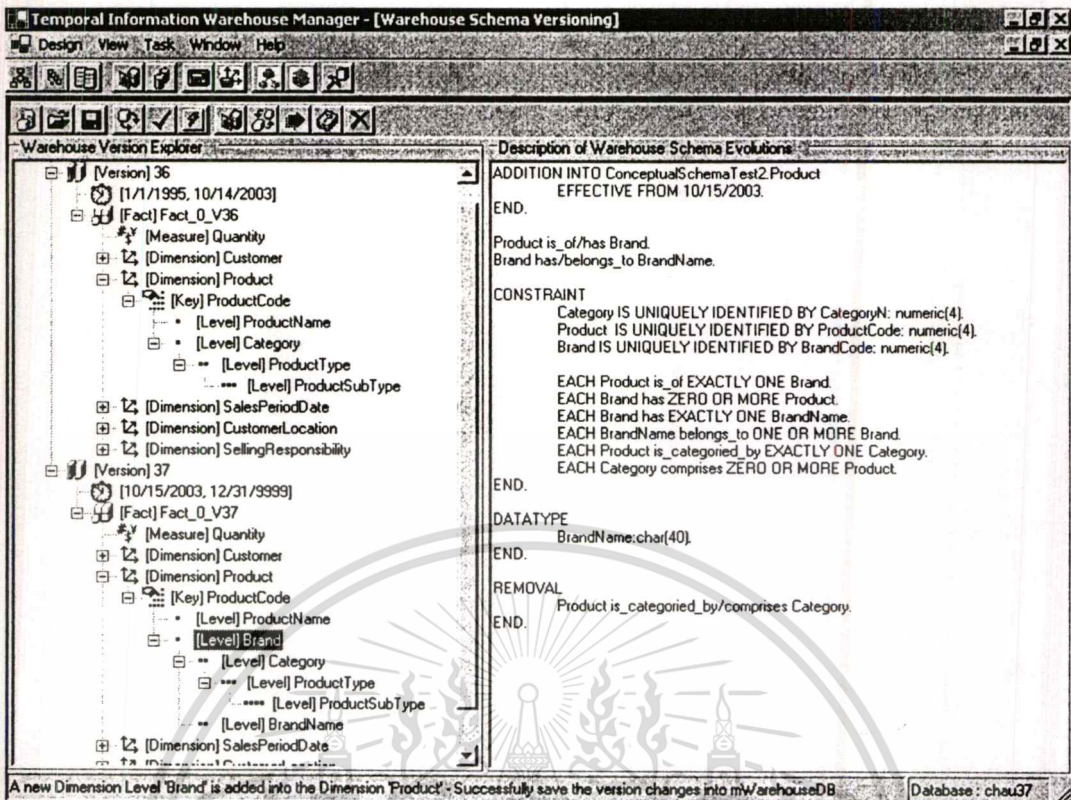 Temporal Information Warehouse Manager - [Warehouse Schema Versioning]
Design View Task Window Help
Warehouse Version Explorer
[Version] 36
[1/1/1995, 10/14/2003]
[Fact] Fact_0_V36
[Measure] Quantity
[Dimension] Customer
[Dimension] Product
[Key] ProductCode
[Level] ProductName
[Level] Category
[Level] ProductType
[Level] ProductSubType
[Dimension] SalesPeriodDate
[Dimension] CustomerLocation
[Dimension] SellingResponsibility
[Version] 37
[10/15/2003, 12/31/9999]
[Fact] Fact_0_V37
[Measure] Quantity
[Dimension] Customer
[Dimension] Product
[Key] ProductCode
[Level] ProductName
[Level] Brand
[Level] Category
[Level] ProductType
[Level] ProductSubType
[Level] BrandName
[Dimension] SalesPeriodDate
Description of Warehouse Schema Evolutions
ADDITION INTO ConceptualSchemaTest2.Product
EFFECTIVE FROM 10/15/2003.
END.
Product is_of/has Brand.
Brand has/belongs_to BrandName.
CONSTRAINT
Category IS UNIQUELY IDENTIFIED BY CategoryN: numeric(4).
Product IS UNIQUELY IDENTIFIED BY ProductCode: numeric(4).
Brand IS UNIQUELY IDENTIFIED BY BrandCode: numeric(4).
EACH Product is_of EXACTLY ONE Brand.
EACH Brand has ZERO OR MORE Product.
EACH Brand has EXACTLY ONE BrandName.
EACH BrandName belongs_to ONE OR MORE Brand.
EACH Product is_categoried_by EXACTLY ONE Category.
EACH Category comprises ZERO OR MORE Product.
END.
DATATYPE
BrandName:char(40).
END.
REMOVAL
Product is_categoried_by/comprises Category.
END.
A new Dimension Level 'Brand' is added into the Dimension 'Product' - Successfully save the version changes into mWarehouseDB
Database : chau37